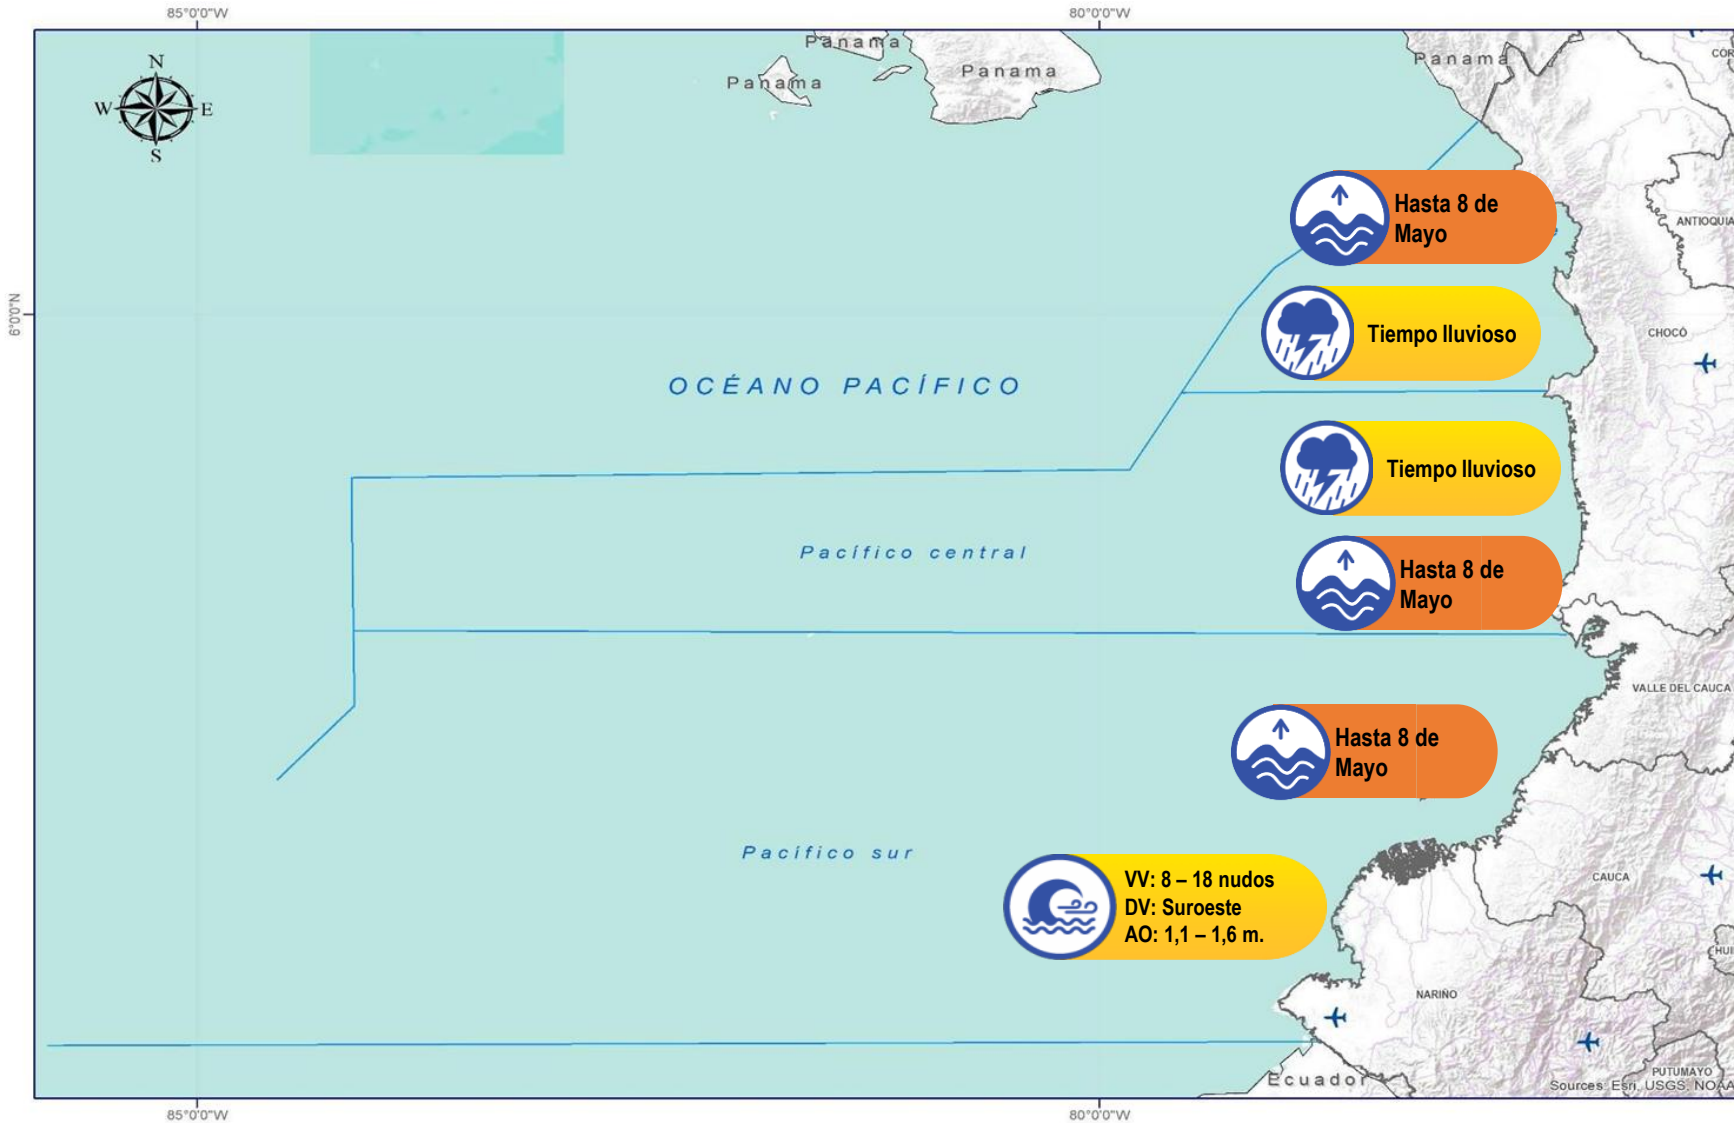 85°0'0"W
80°0'0"W
N
W
E
S
Panama
Panama
Panama
Panama
6°0'0"N
ANTIOQUIA
Hasta 8 de
Mayo
CHOCÓ
Tiempo lluvioso
OCÉANO PACÍFICO
Tiempo lluvioso
Pacífico central
Hasta 8 de
Mayo
VALLE DEL CAUCA
Hasta 8 de
Mayo
Pacífico sur
VV: 8 – 18 nudos
DV: Suroeste
AO: 1,1 – 1,6 m.
CAUCA
NARIÑO
PUTUMAYO
Ecuador
Sources: Esri, USGS, NOAA
85°0'0"W
80°0'0"W